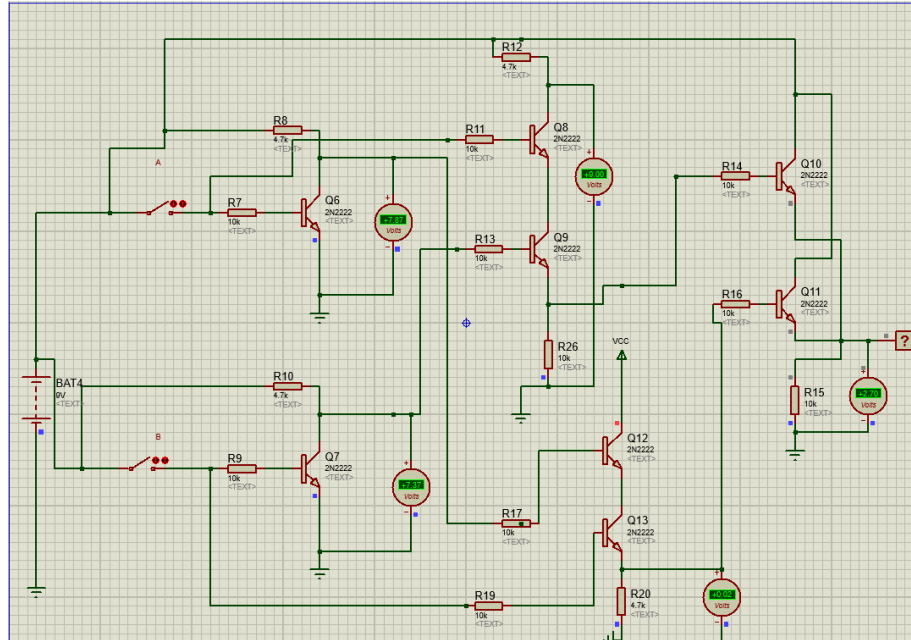 R12
4.7k
<TEXT>
R8
4.7k
<TEXT>
R11
10k
<TEXT>
Q8
2N2222
<TEXT>
A
+9.00
Volts
R14
10k
<TEXT>
Q10
2N2222
<TEXT>
R7
10k
<TEXT>
Q6
2N2222
<TEXT>
+7.87
Volts
R13
10k
<TEXT>
Q9
2N2222
<TEXT>
R16
10k
<TEXT>
Q11
2N2222
<TEXT>
?
R26
10k
<TEXT>
VCC
BAT4
9V
<TEXT>
R10
4.7k
<TEXT>
R15
10k
<TEXT>
+2.70
Volts
B
R9
10k
<TEXT>
Q7
2N2222
<TEXT>
+7.37
Volts
Q12
2N2222
<TEXT>
R17
10k
<TEXT>
Q13
2N2222
<TEXT>
R19
10k
<TEXT>
R20
4.7k
<TEXT>
+0.02
Volts